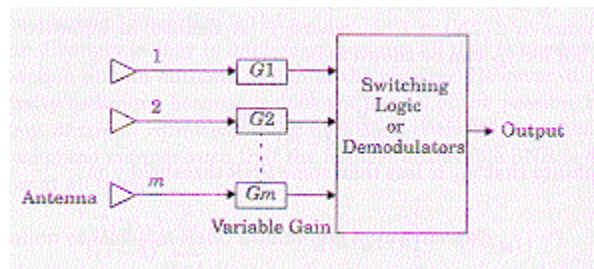 1
G1
2
G2
Switching
Logic
or
Demodulators
Output
m
Antenna
Gm
Variable Gain